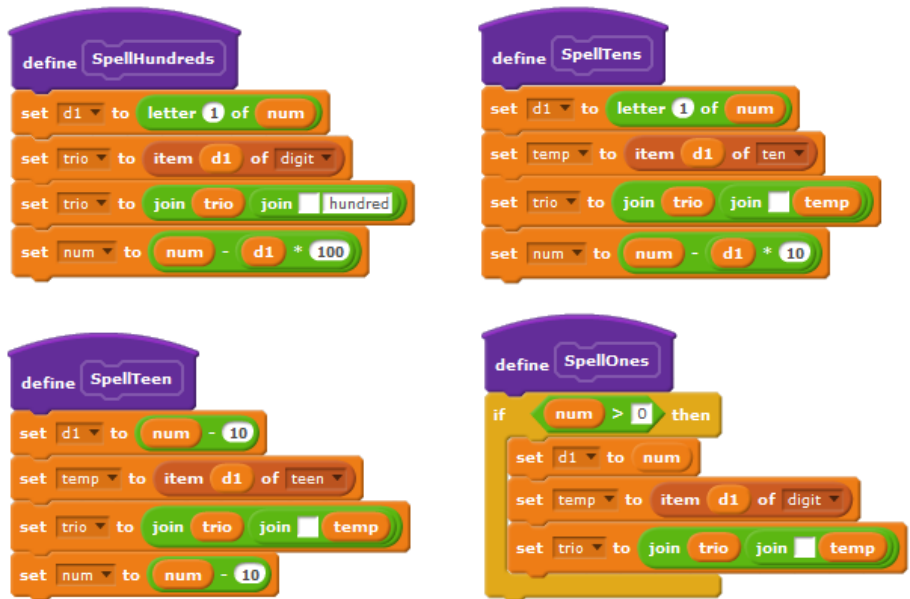 define SpellHundreds
set d1 to letter 1 of num
set trio to item d1 of digit
set trio to join trio join hundred
set num to num - d1 * 100
define SpellTens
set d1 to letter 1 of num
set temp to item d1 of ten
set trio to join trio join temp
set num to num - d1 * 10
define SpellTeen
set d1 to num - 10
set temp to item d1 of teen
set trio to join trio join temp
set num to num - 10
define SpellOnes
if num > 0 then
set d1 to num
set temp to item d1 of digit
set trio to join trio join temp